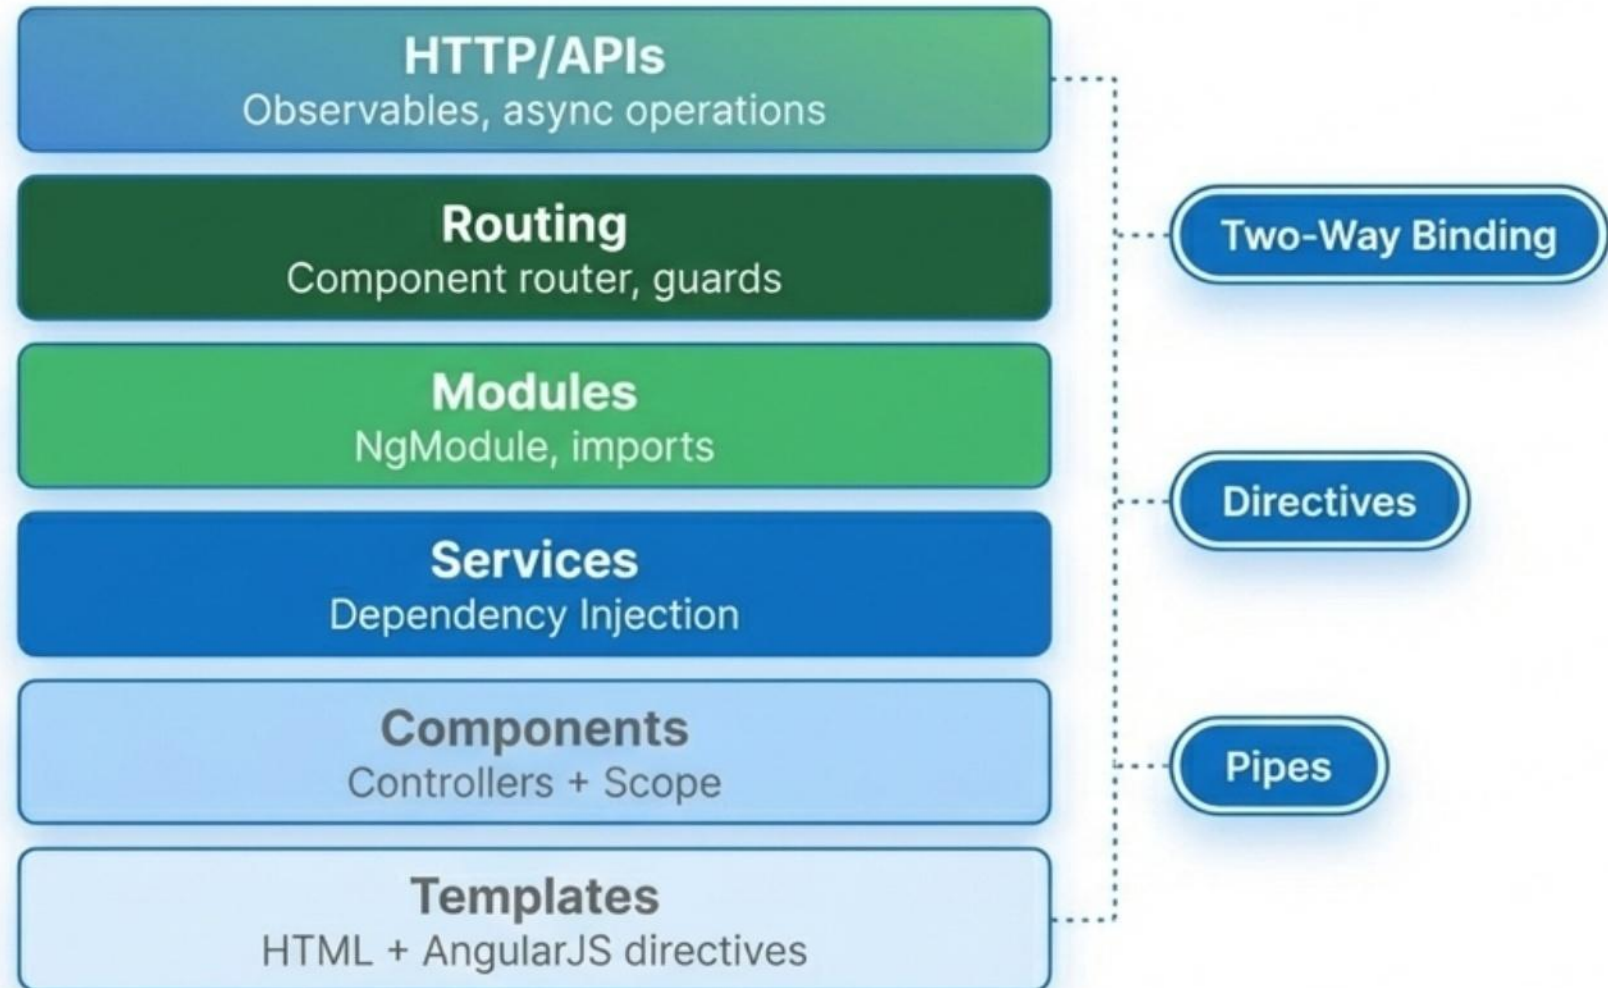 HTTP/APIs
Observables, async operations
Routing
Component router, guards
Modules
NgModule, imports
Services
Dependency Injection
Components
Controllers + Scope
Templates
HTML + AngularJS directives
Two-Way Binding
Directives
Pipes